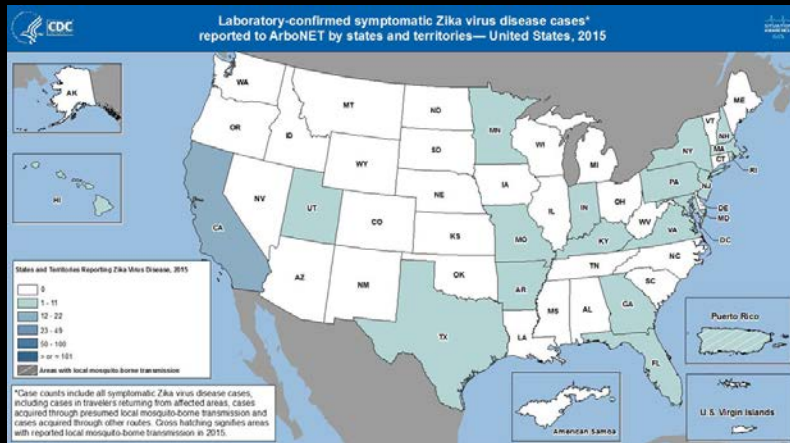 CDC
Laboratory-confirmed symptomatic Zika virus disease cases*
reported to ArboNET by states and territories— United States, 2015
AK
HI
WA
MT
ND
MN
ME
VT
NH
OR
ID
SD
WI
MI
NY
MA
CT
RI
WY
IA
PA
NJ
NE
NV
UT
IL
IN
OH
DE
MD
CO
WV
VA
DC
CA
KS
MO
KY
NC
TN
AZ
NM
OK
AR
SC
MS
AL
GA
TX
LA
FL
States and Territories Reporting Zika Virus Disease, 2015
0
1 - 11
12 - 22
23 - 49
50 - 100
> or = 101
Areas with local mosquito-borne transmission
*Case counts include all symptomatic Zika virus disease cases,
including cases in travelers returning from affected areas, cases
acquired through presumed local mosquito-borne transmission and
cases acquired through other routes. Cross hatching signifies areas
with reported local mosquito-borne transmission in 2015.
Puerto Rico
U.S. Virgin Islands
American Samoa